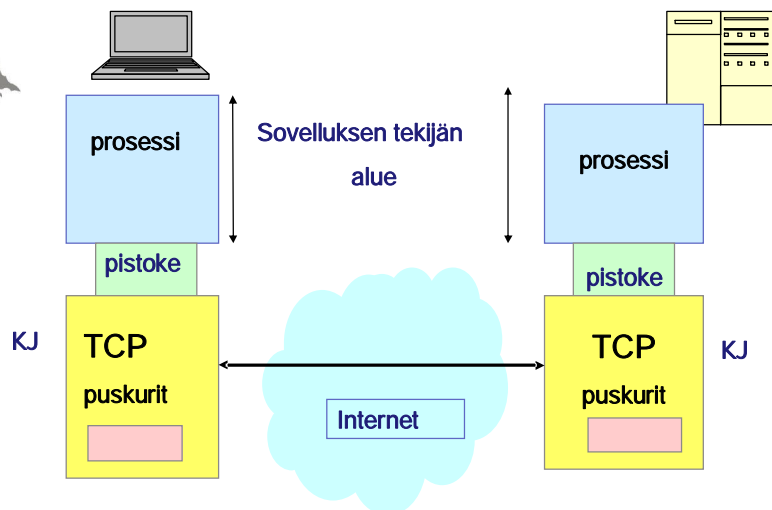 prosessi
Sovelluksen tekijän
alue
prosessi
pistoke
pistoke
KJ
TCP
puskurit
Internet
TCP
puskurit
KJ